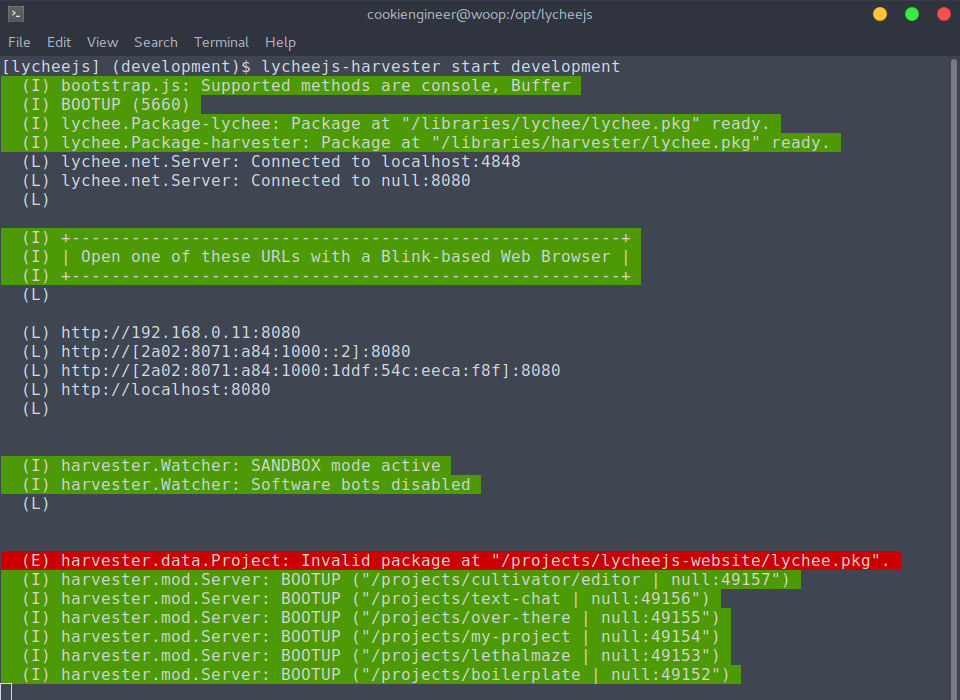 cookiengineer@woop:/opt/lycheejs
File Edit View Search Terminal Help
[lycheejs] (development)$ lycheejs-harvester start development
(I) bootstrap.js: Supported methods are console, Buffer
(I) BOOTUP (5660)
(I) lychee.Package-lychee: Package at "/libraries/lychee/lychee.pkg" ready.
(I) lychee.Package-harvester: Package at "/libraries/harvester/lychee.pkg" ready.
(L) lychee.net.Server: Connected to localhost:4848
(L) lychee.net.Server: Connected to null:8080
(L)
(I) +-------------------------------------------------------+
(I) | Open one of these URLs with a Blink-based Web Browser |
(I) +-------------------------------------------------------+
(L)
(L) http://192.168.0.11:8080
(L) http://[2a02:8071:a84:1000::2]:8080
(L) http://[2a02:8071:a84:1000:1ddf:54c:eeca:f8f]:8080
(L) http://localhost:8080
(L)
(I) harvester.Watcher: SANDBOX mode active
(I) harvester.Watcher: Software bots disabled
(L)
(E) harvester.data.Project: Invalid package at "/projects/lycheejs-website/lychee.pkg".
(I) harvester.mod.Server: BOOTUP ("/projects/cultivator/editor | null:49157")
(I) harvester.mod.Server: BOOTUP ("/projects/text-chat | null:49156")
(I) harvester.mod.Server: BOOTUP ("/projects/over-there | null:49155")
(I) harvester.mod.Server: BOOTUP ("/projects/my-project | null:49154")
(I) harvester.mod.Server: BOOTUP ("/projects/lethalmaze | null:49153")
(I) harvester.mod.Server: BOOTUP ("/projects/boilerplate | null:49152")